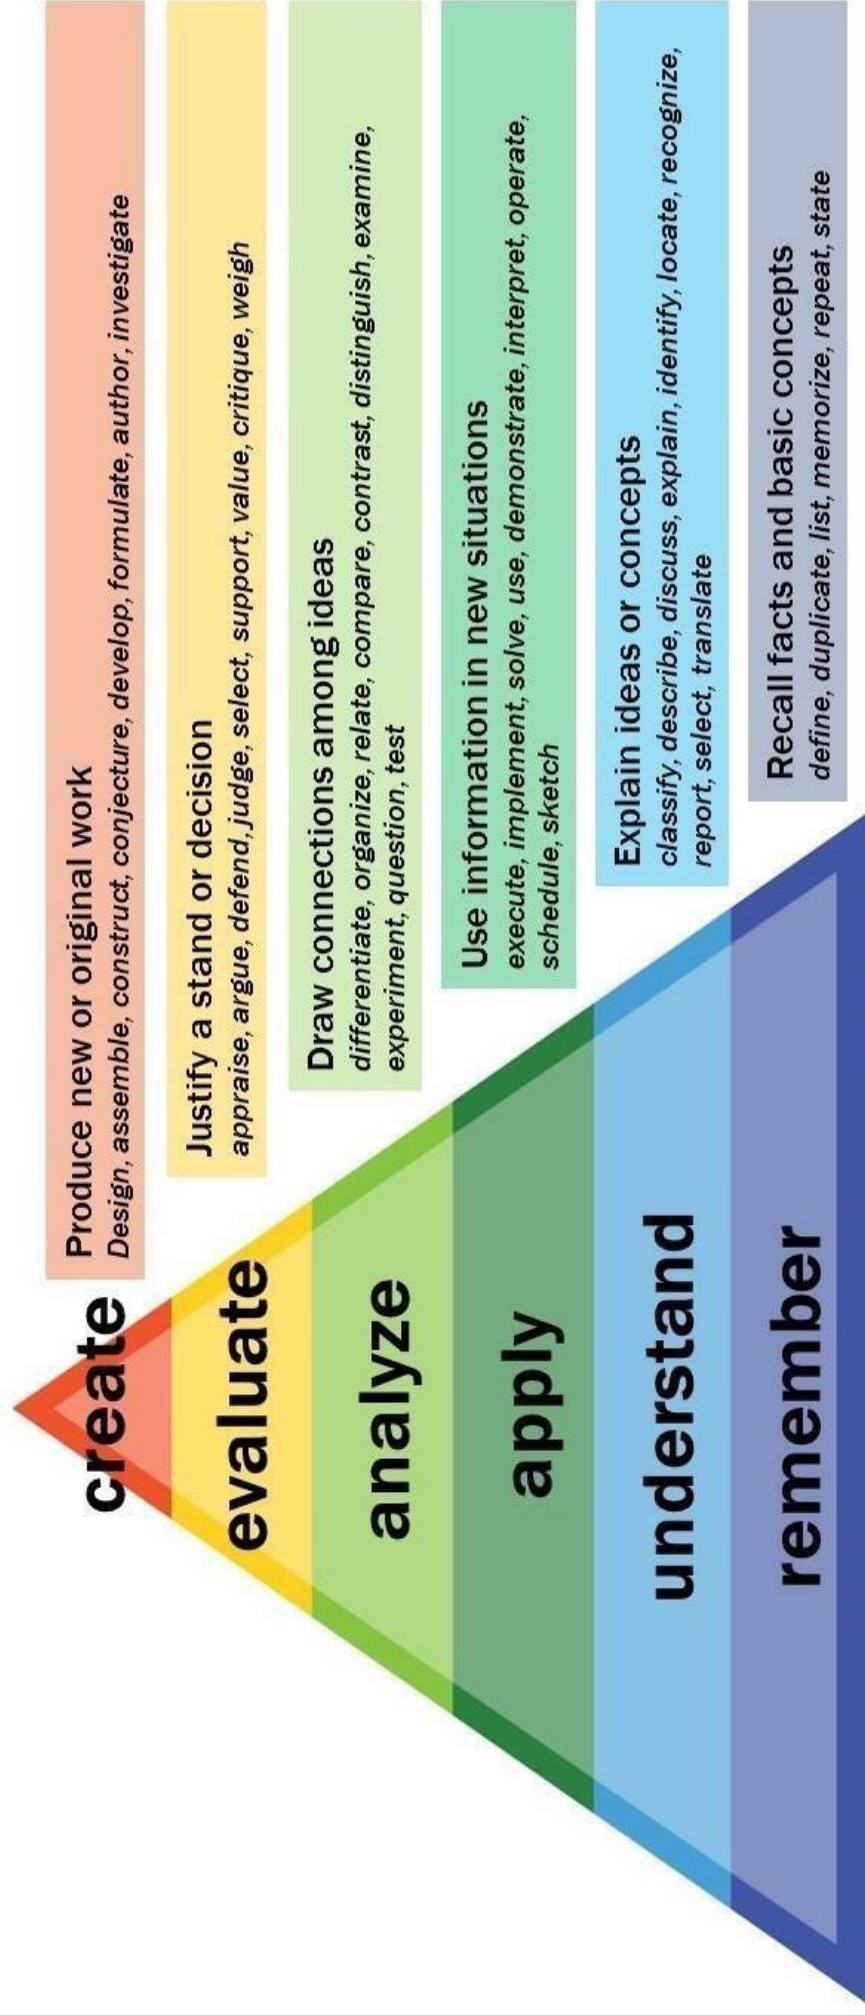 create
Produce new or original work
Design, assemble, construct, conjecture, develop, formulate, author, investigate
evaluate
Justify a stand or decision
appraise, argue, defend, judge, select, support, value, critique, weigh
analyze
Draw connections among ideas
differentiate, organize, relate, compare, contrast, distinguish, examine,
experiment, question, test
apply
Use information in new situations
execute, implement, solve, use, demonstrate, interpret, operate,
schedule, sketch
understand
Explain ideas or concepts
classify, describe, discuss, explain, identify, locate, recognize,
report, select, translate
remember
Recall facts and basic concepts
define, duplicate, list, memorize, repeat, state